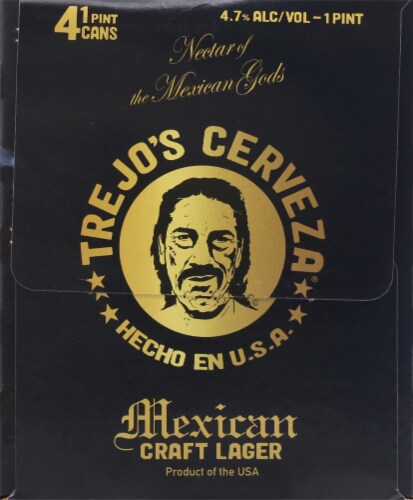 4 1 PINT CANS
4.7% ALC/VOL – 1 PINT
Nectar of
the Mexican Gods
TREJO'S CERVEZA®
HECHO EN U.S.A.
Mexican
CRAFT LAGER
Product of the USA